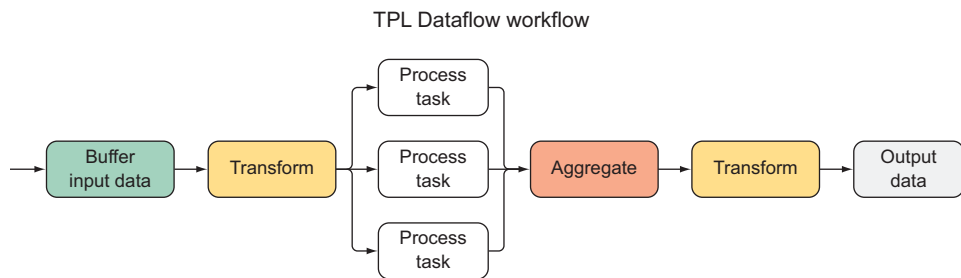 TPL Dataflow workflow
Process
task
Buffer
input data
Transform
Process
task
Aggregate
Transform
Output
data
Process
task